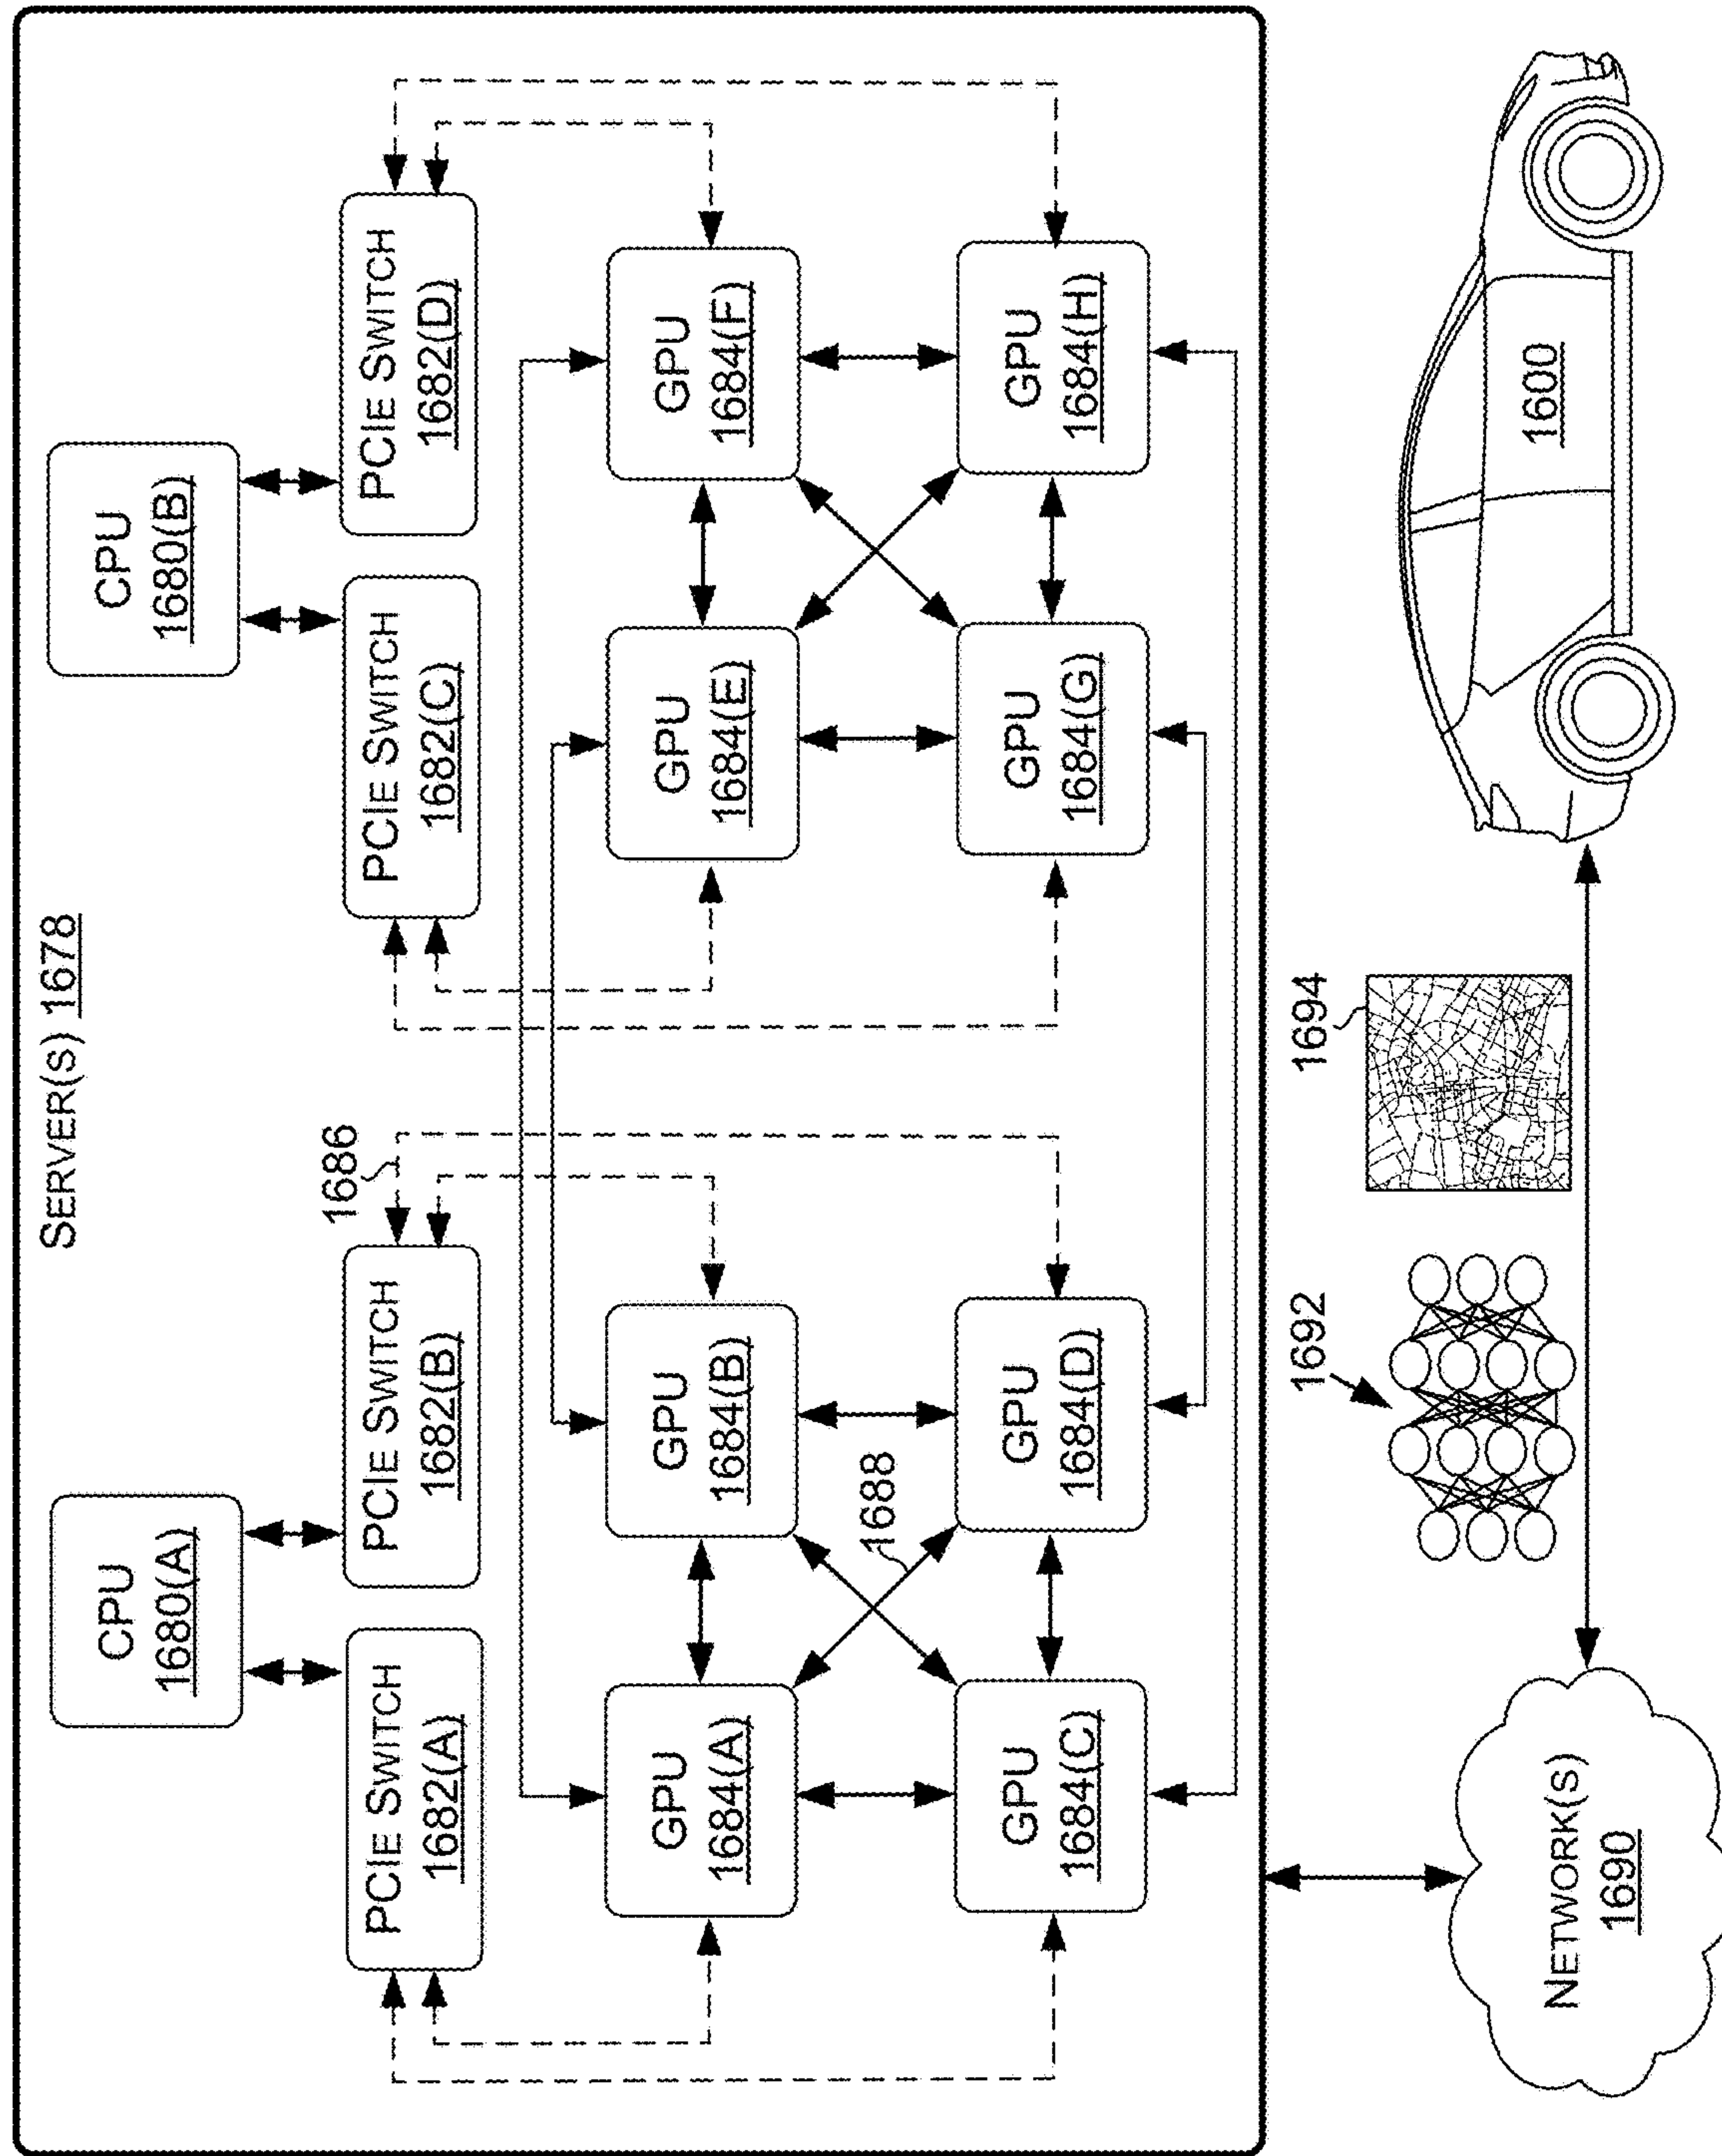 SERVER(S) 1678
CPU
1680(A)
CPU
1680(B)
PCIE SWITCH
1682(A)
PCIE SWITCH
1682(B)
1686
PCIE SWITCH
1682(C)
PCIE SWITCH
1682(D)
GPU
1684(A)
GPU
1684(B)
GPU
1684(E)
GPU
1684(F)
1688
GPU
1684(C)
GPU
1684(D)
GPU
1684(G)
GPU
1684(H)
1692
1694
NETWORK(S)
1690
1600